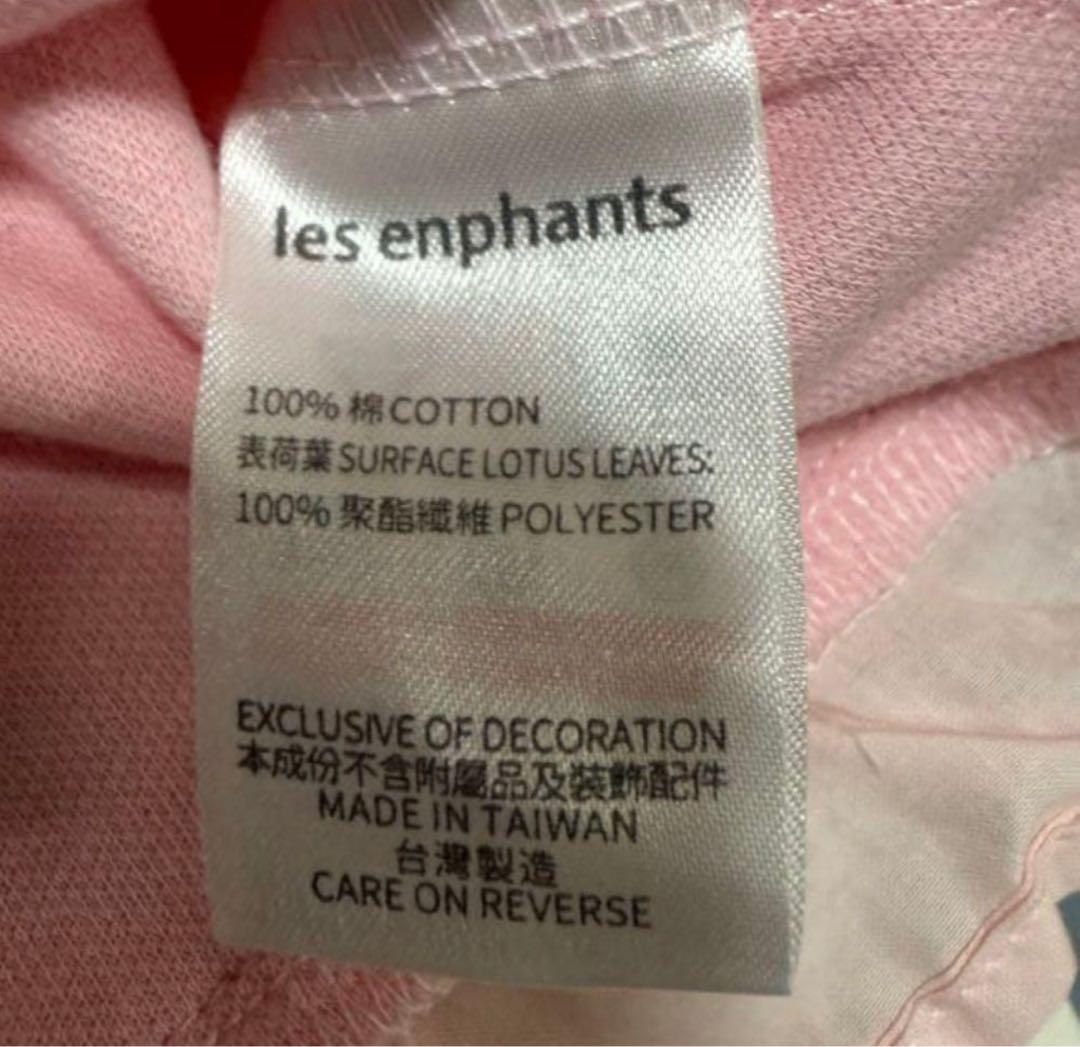 les enphants
100% 棉 COTTON
表荷葉 SURFACE LOTUS LEAVES:
100% 聚酯纖維 POLYESTER
EXCLUSIVE OF DECORATION
本成份不含附屬品及裝飾配件
MADE IN TAIWAN
台灣製造
CARE ON REVERSE